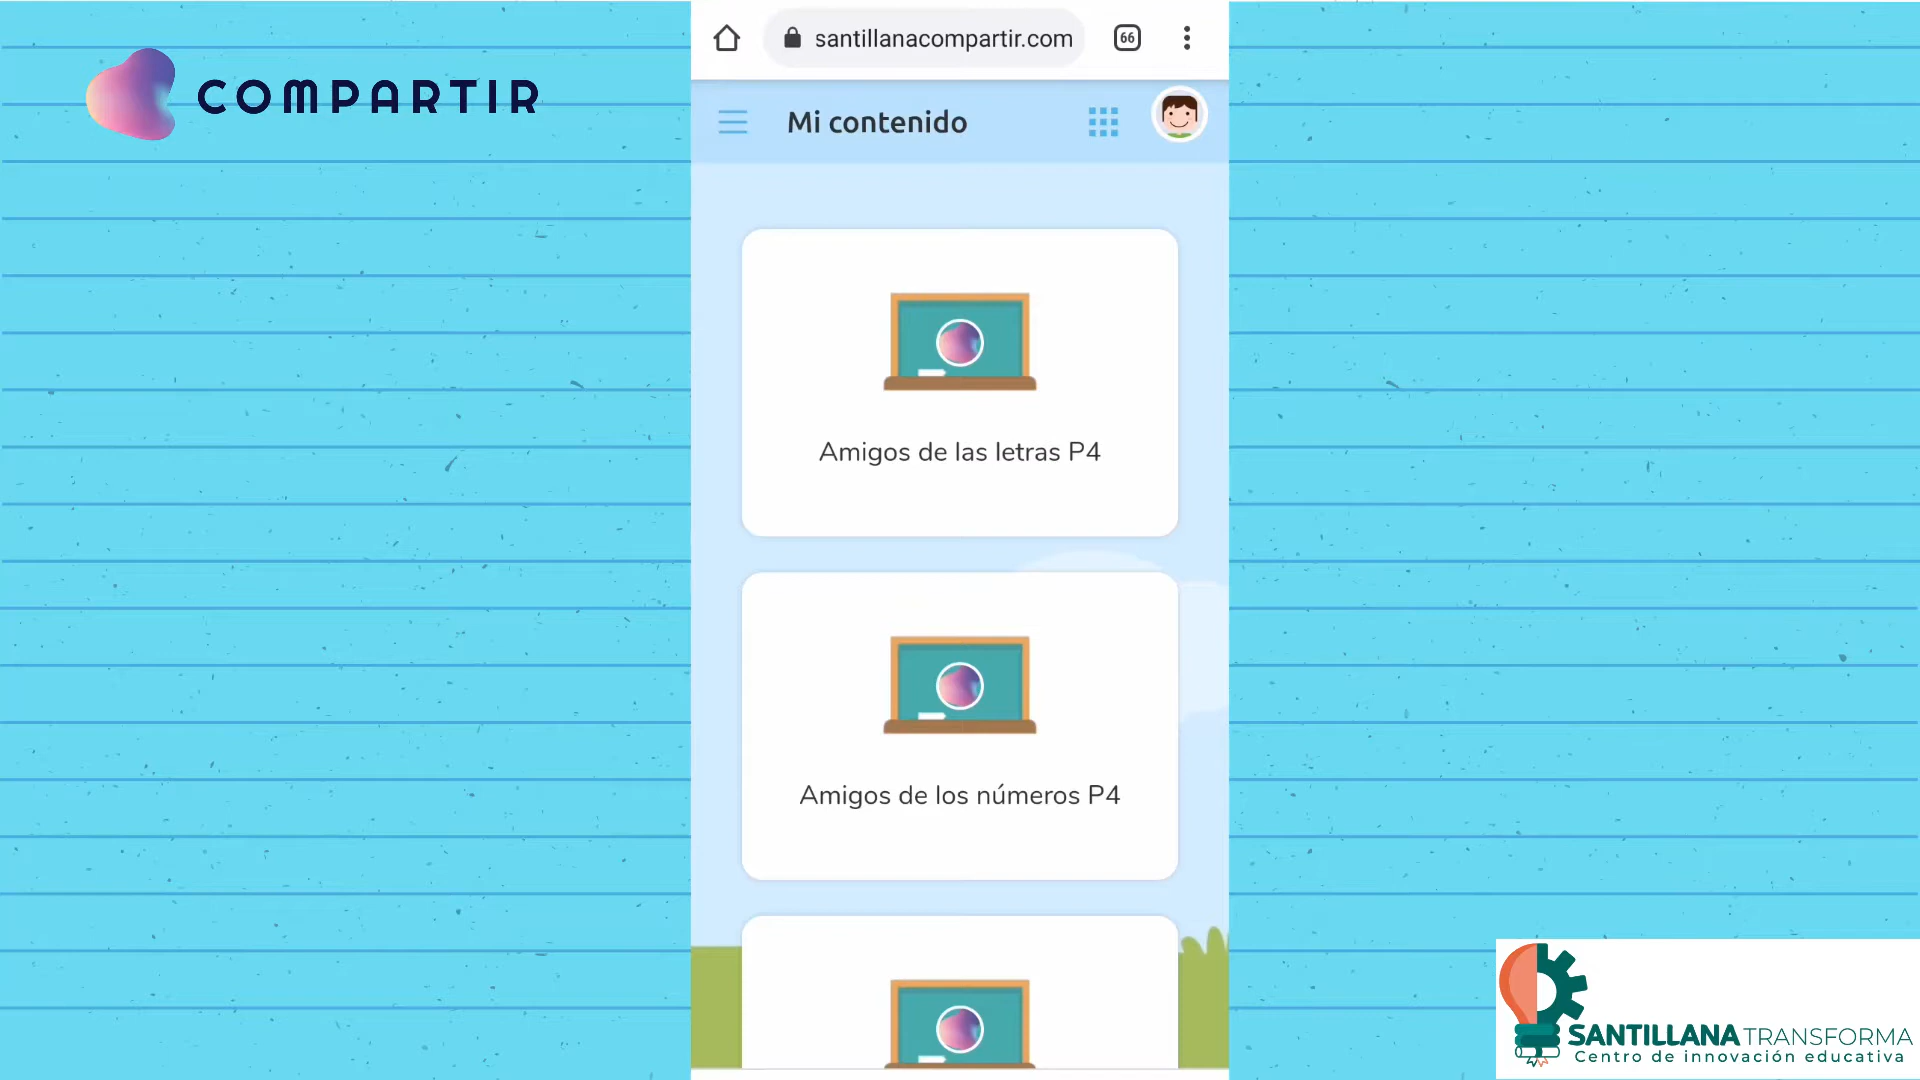 COMPARTIR
santillanacompartir.com
66
Mi contenido
Amigos de las letras P4
Amigos de los números P4
SANTILLANA TRANSFORMA
Centro de innovación educativa